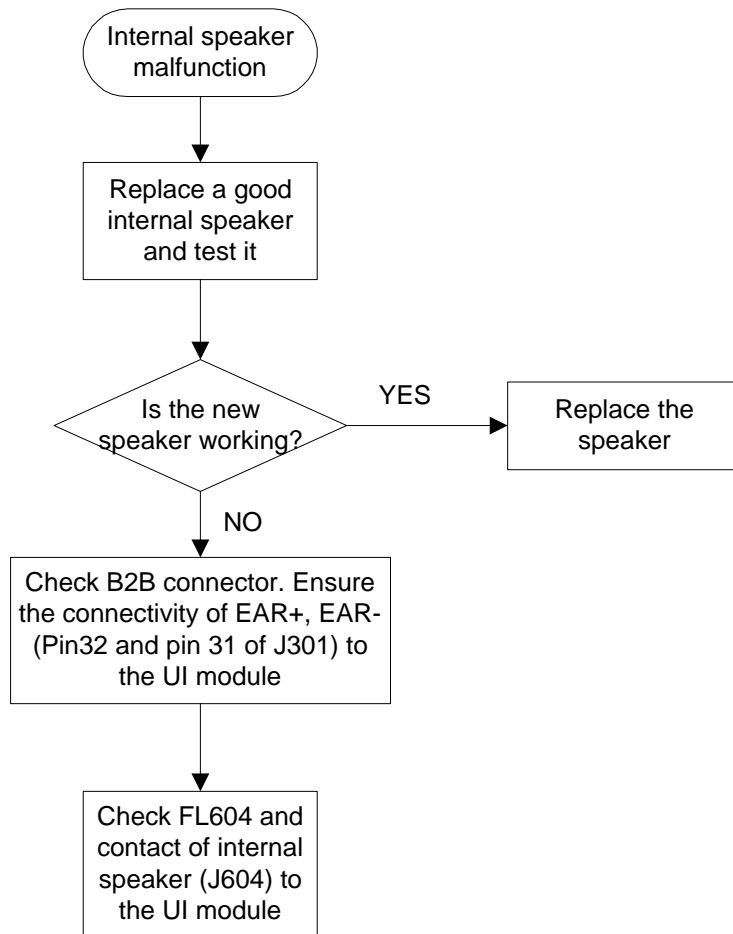 Internal speaker
malfunction
Replace a good
internal speaker
and test it
Is the new
speaker working?
YES
Replace the
speaker
NO
Check B2B connector. Ensure
the connectivity of EAR+, EAR-
(Pin32 and pin 31 of J301) to
the UI module
Check FL604 and
contact of internal
speaker (J604) to
the UI module